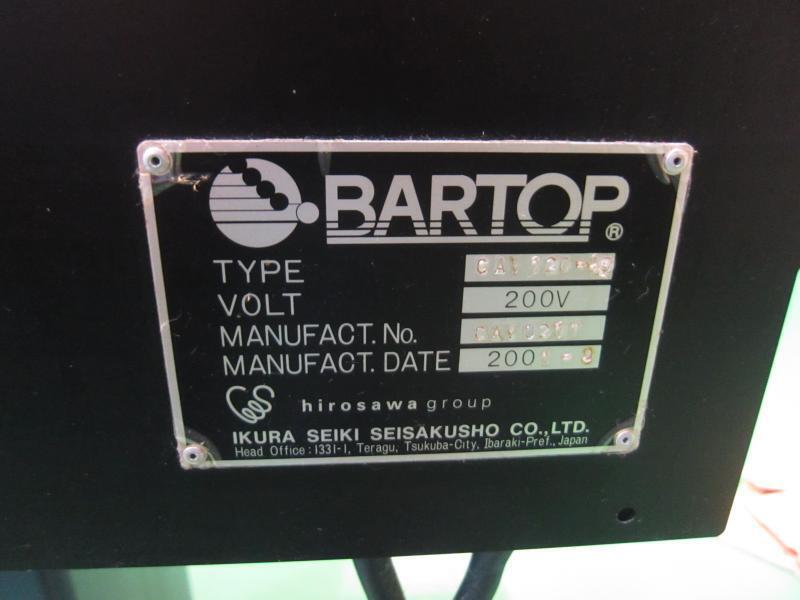 BARTOP®
TYPE
VOLT 200V
MANUFACT. No.
MANUFACT. DATE
hirosawa group
IKURA SEIKI SEISAKUSHO CO.,LTD.
Head Office : 1331-1, Teragu, Tsukuba-City, Ibaraki-Pref., Japan